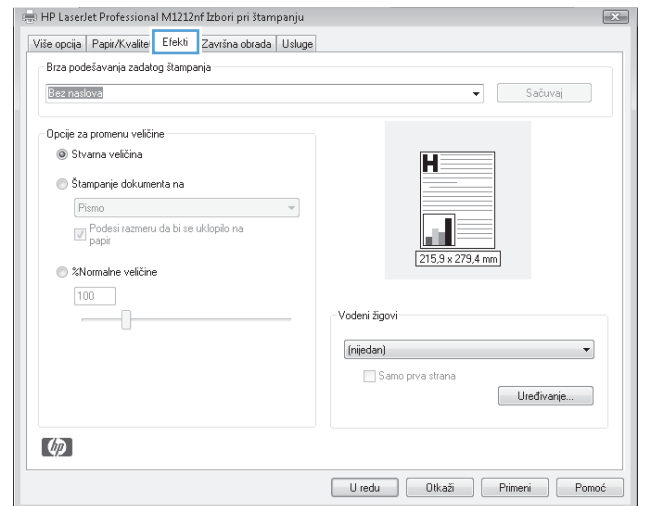 HP LaserJet Professional M1212nf Izbori pri štampanju
Više opcija Papir/Kvalite Efekti Završna obrada Usluge
Brza podešavanja zadatog štampanja
Bez naslova
Sačuvaj
Opcije za promenu veličine
Stvarna veličina
Štampanje dokumenta na
Pismo
Podesi razmeru da bi se uklopilo na
papir
%Normalne veličine
100
H
215,9 x 279,4 mm
Vodeni žigovi
(nijedan)
Samo prva strana
Uređivanje...
hp
U redu Otkaži Primeni Pomoć